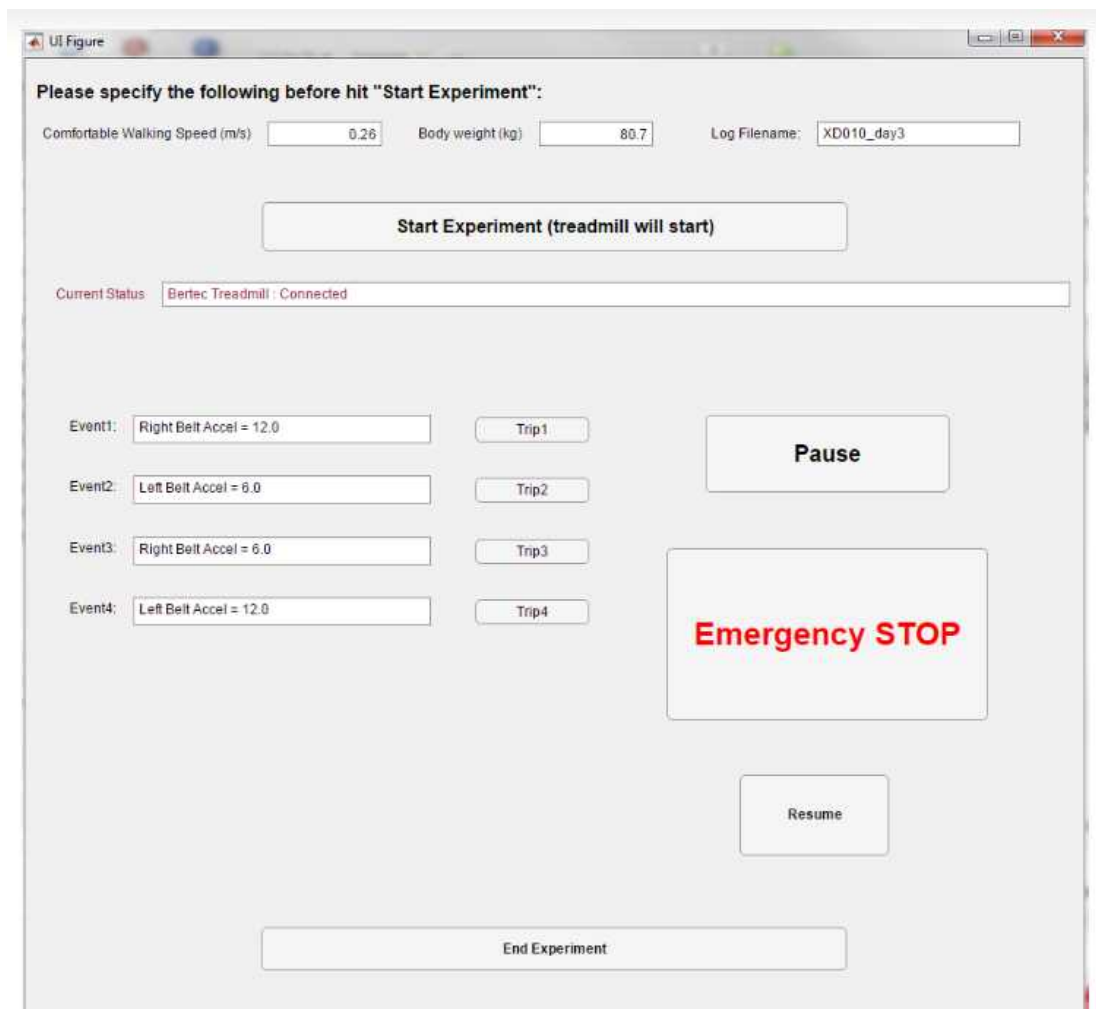 UI Figure
Please specify the following before hit "Start Experiment":
Comfortable Walking Speed (m/s) 0.26 Body weight (kg) 80.7 Log Filename: XD010_day3
Start Experiment (treadmill will start)
Current Status Bertec Treadmill : Connected
Event1: Right Belt Accel = 12.0 Trip1
Pause
Event2: Left Belt Accel = 6.0 Trip2
Event3: Right Belt Accel = 6.0 Trip3
Event4: Left Belt Accel = 12.0 Trip4
Emergency STOP
Resume
End Experiment